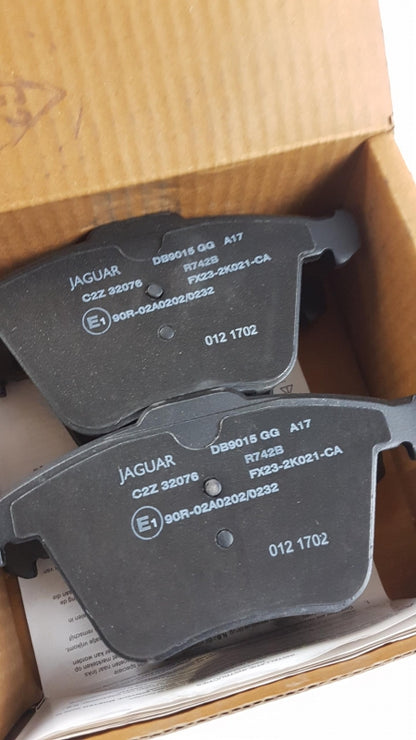 JAGUAR
DB9015 GG A17
C2Z 32076
R742B
FX23-2K021-CA
E1 90R-02A0202/0232
012 1702
JAGUAR
DB9015 GG A17
C2Z 32076
R742B
FX23-2K021-CA
E1 90R-02A0202/0232
012 1702